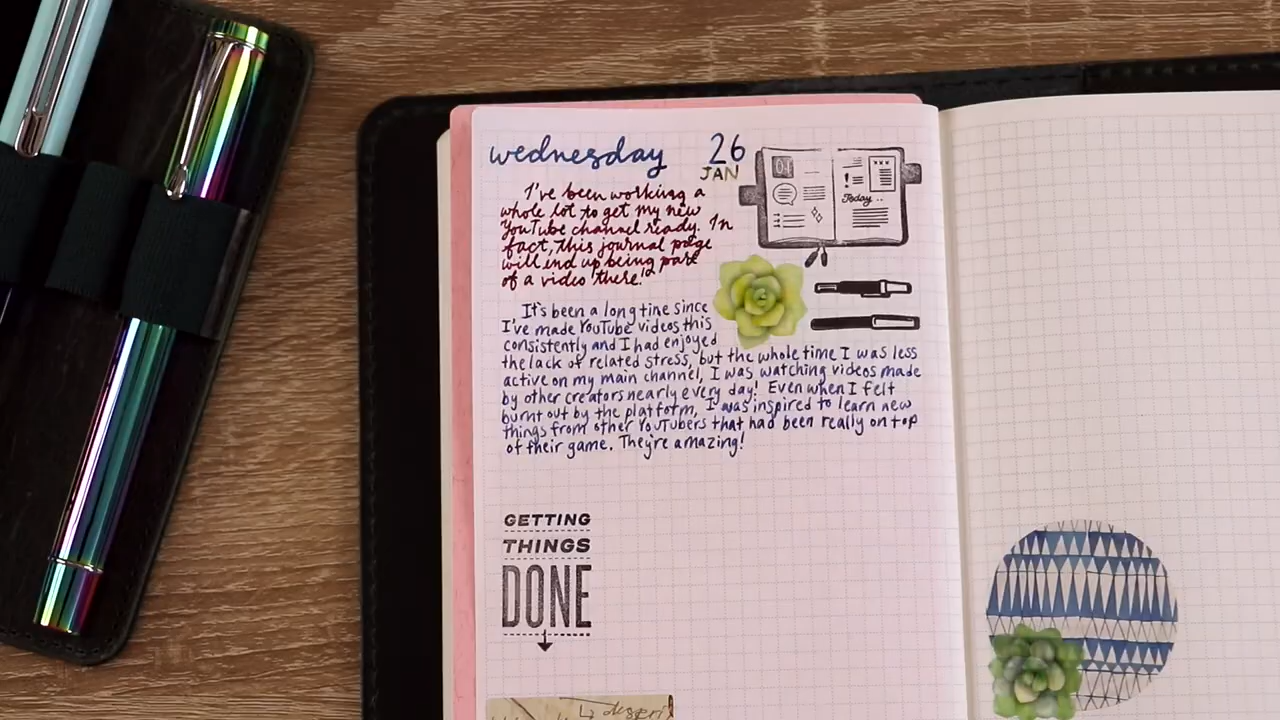 wednesday
26
JAN
I've been working a
whole lot to get my new
YouTube channel ready. In
fact, this journal page
will end up being part
of a video there!
01
Today
It's been a long time since
I've made YouTube videos this
consistently and I had enjoyed
the lack of related stress, but the whole time I was less
active on my main channel, I was watching videos made
by other creators nearly every day! Even when I felt
burnt out by the platform, I was inspired to learn new
things from other YouTubers that had been really on top
of their game. They're amazing!
GETTING
THINGS
DONE